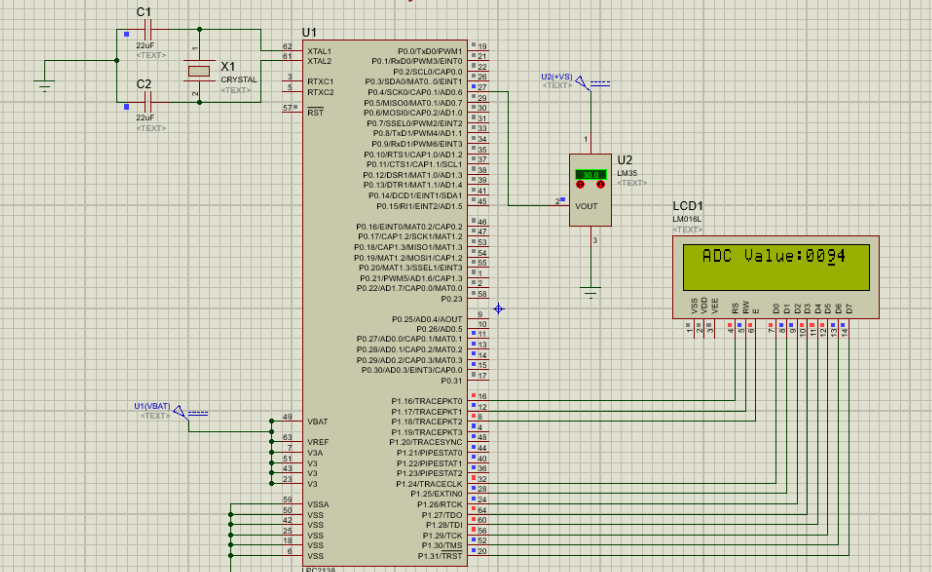 C1
22uF
<TEXT>
X1
CRYSTAL
<TEXT>
1
2
C2
22uF
<TEXT>
U1
62 XTAL1
61 XTAL2
3 RTXC1
5 RTXC2
57 RST
49 VBAT
63 VREF
7 V3A
51 V3
43 V3
23 V3
59 VSSA
50 VSS
42 VSS
25 VSS
18 VSS
6 VSS
P0.0/TxD0/PWM1 19
P0.1/RxD0/PWM3/EINT0 21
P0.2/SCL0/CAP0.0 22
P0.3/SDA0/MAT0..0/EINT1 26
P0.4/SCK0/CAP0.1/AD0.6 27
P0.5/MISO0/MAT0.1/AD0.7 29
P0.6/MOSI0/CAP0.2/AD1.0 30
P0.7/SSEL0/PWM2/EINT2 31
P0.8/TxD1/PWM4/AD1.1 33
P0.9/RxD1/PWM6/EINT3 34
P0.10/RTS1/CAP1.0/AD1.2 35
P0.11/CTS1/CAP1.1/SCL1 37
P0.12/DSR1/MAT1.0/AD1.3 38
P0.13/DTR1/MAT1.1/AD1.4 39
P0.14/DCD1/EINT1/SDA1 41
P0.15/RI1/EINT2/AD1.5 45
P0.16/EINT0/MAT0.2/CAP0.2 46
P0.17/CAP1.2/SCK1/MAT1.2 47
P0.18/CAP1.3/MISO1/MAT1.3 53
P0.19/MAT1.2/MOSI1/CAP1.2 54
P0.20/MAT1.3/SSEL1/EINT3 55
P0.21/PWM5/AD1.6/CAP1.3 1
P0.22/AD1.7/CAP0.0/MAT0.0 2
P0.23 58
P0.25/AD0.4/AOUT 9
P0.26/AD0.5 10
P0.27/AD0.0/CAP0.1/MAT0.1 11
P0.28/AD0.1/CAP0.2/MAT0.2 13
P0.29/AD0.2/CAP0.3/MAT0.3 14
P0.30/AD0.3/EINT3/CAP0.0 15
P0.31 17
P1.16/TRACEPKT0 16
P1.17/TRACEPKT1 12
P1.18/TRACEPKT2 8
P1.19/TRACEPKT3 4
P1.20/TRACESYNC 48
P1.21/PIPESTAT0 44
P1.22/PIPESTAT1 40
P1.23/PIPESTAT2 36
P1.24/TRACECLK 32
P1.25/EXTIN0 28
P1.26/RTCK 24
P1.27/TDO 64
P1.28/TDI 60
P1.29/TCK 56
P1.30/TMS 52
P1.31/TRST 20
LPC2138
U1(VBAT)
<TEXT>
U2(+VS)
<TEXT>
1
U2
LM35
<TEXT>
30.0
2 VOUT
3
LCD1
LM016L
<TEXT>
ADC Value:0094
VSS VDD VEE RS RW E D0 D1 D2 D3 D4 D5 D6 D7
1 2 3 4 5 6 7 8 9 10 11 12 13 14